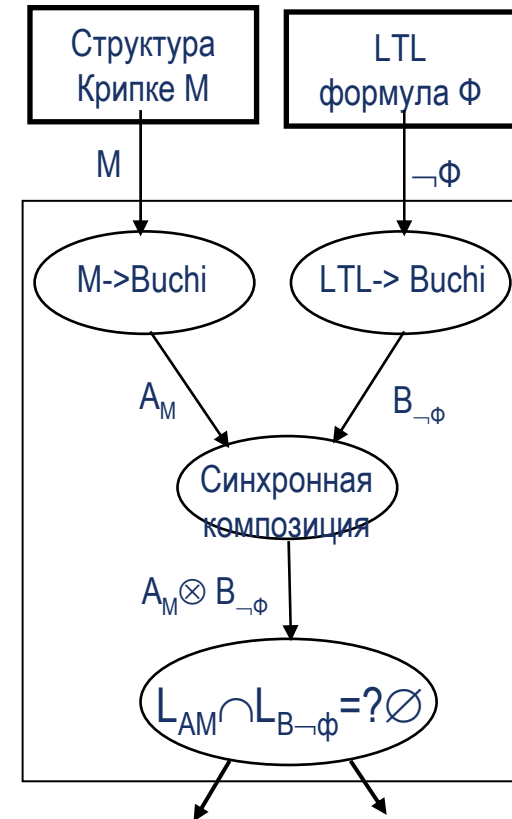 Структура
Крипке М
LTL
формула Ф
М
¬Ф
M->Buchi
LTL-> Buchi
A_M
B_¬Ф
Синхронная
композиция
A_M⊗ B_¬Ф
L_AM∩L_B¬ф=?∅